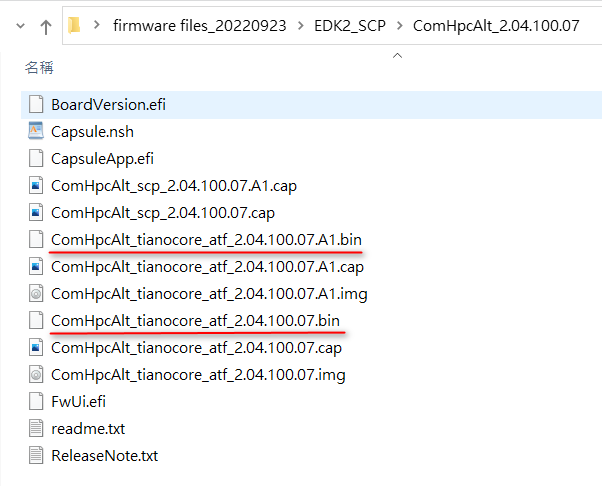 firmware files_20220923 > EDK2_SCP > ComHpcAlt_2.04.100.07
名稱
BoardVersion.efi
Capsule.nsh
CapsuleApp.efi
ComHpcAlt_scp_2.04.100.07.A1.cap
ComHpcAlt_scp_2.04.100.07.cap
ComHpcAlt_tianocore_atf_2.04.100.07.A1.bin
ComHpcAlt_tianocore_atf_2.04.100.07.A1.cap
ComHpcAlt_tianocore_atf_2.04.100.07.A1.img
ComHpcAlt_tianocore_atf_2.04.100.07.bin
ComHpcAlt_tianocore_atf_2.04.100.07.cap
ComHpcAlt_tianocore_atf_2.04.100.07.img
FwUi.efi
readme.txt
ReleaseNote.txt